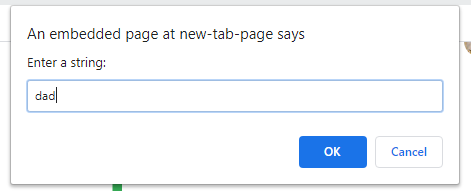 An embedded page at new-tab-page says
Enter a string:
dad
OK Cancel